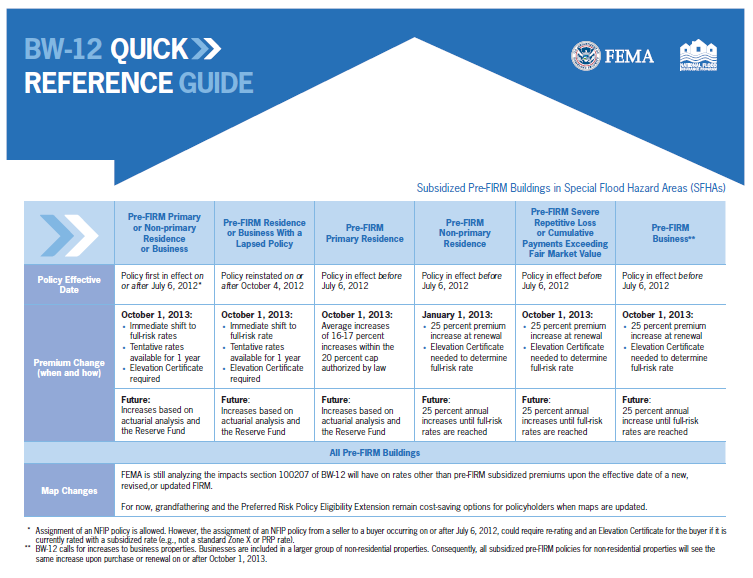 BW-12 QUICK
REFERENCE GUIDE
FEMA
NATIONAL FLOOD
INSURANCE PROGRAM
Subsidized Pre-FIRM Buildings in Special Flood Hazard Areas (SFHAs)
Pre-FIRM Primary
or Non-primary
Residence
or Business
Pre-FIRM Residence
or Business With a
Lapsed Policy
Pre-FIRM
Primary Residence
Pre-FIRM
Non-primary
Residence
Pre-FIRM Severe
Repetitive Loss
or Cumulative
Payments Exceeding
Fair Market Value
Pre-FIRM
Business**
Policy Effective
Date
Policy first in effect on
or after July 6, 2012*
Policy reinstated on or
after October 4, 2012
Policy in effect before
July 6, 2012
Policy in effect before
July 6, 2012
Policy in effect before
July 6, 2012
Policy in effect before
July 6, 2012
Premium Change
(when and how)
October 1, 2013:
• Immediate shift to
full-risk rates
• Tentative rates
available for 1 year
• Elevation Certificate
required
October 1, 2013:
• Immediate shift to
full-risk rate
• Tentative rates
available for 1 year
• Elevation Certificate
required
October 1, 2013:
Average increases
of 16-17 percent
increases within the
20 percent cap
authorized by law
January 1, 2013:
• 25 percent premium
increase at renewal
• Elevation Certificate
needed to determine
full-risk rate
October 1, 2013:
• 25 percent premium
increase at renewal
• Elevation Certificate
needed to determine
full-risk rate
October 1, 2013:
• 25 percent premium
increase at renewal
• Elevation Certificate
needed to determine
full-risk rate
Future:
Increases based on
actuarial analysis and
the Reserve Fund
Future:
Increases based on
actuarial analysis and
the Reserve Fund
Future:
Increases based on
actuarial analysis and
the Reserve Fund
Future:
25 percent annual
increases until full-risk
rates are reached
Future:
25 percent annual
increases until full-risk
rates are reached
Future:
25 percent annual
increase until full-risk
rates are reached
All Pre-FIRM Buildings
Map Changes
FEMA is still analyzing the impacts section 100207 of BW-12 will have on rates other than pre-FIRM subsidized premiums upon the effective date of a new,
revised,or updated FIRM.
For now, grandfathering and the Preferred Risk Policy Eligibility Extension remain cost-saving options for policyholders when maps are updated.
* Assignment of an NFIP policy is allowed. However, the assignment of an NFIP policy from a seller to a buyer occurring on or after July 6, 2012, could require re-rating and an Elevation Certificate for the buyer if it is
currently rated with a subsidized rate (e.g., not a standard Zone X or PRP rate).
** BW-12 calls for increases to business properties. Businesses are included in a larger group of non-residential properties. Consequently, all subsidized pre-FIRM policies for non-residential properties will see the
same increase upon purchase or renewal on or after October 1, 2013.